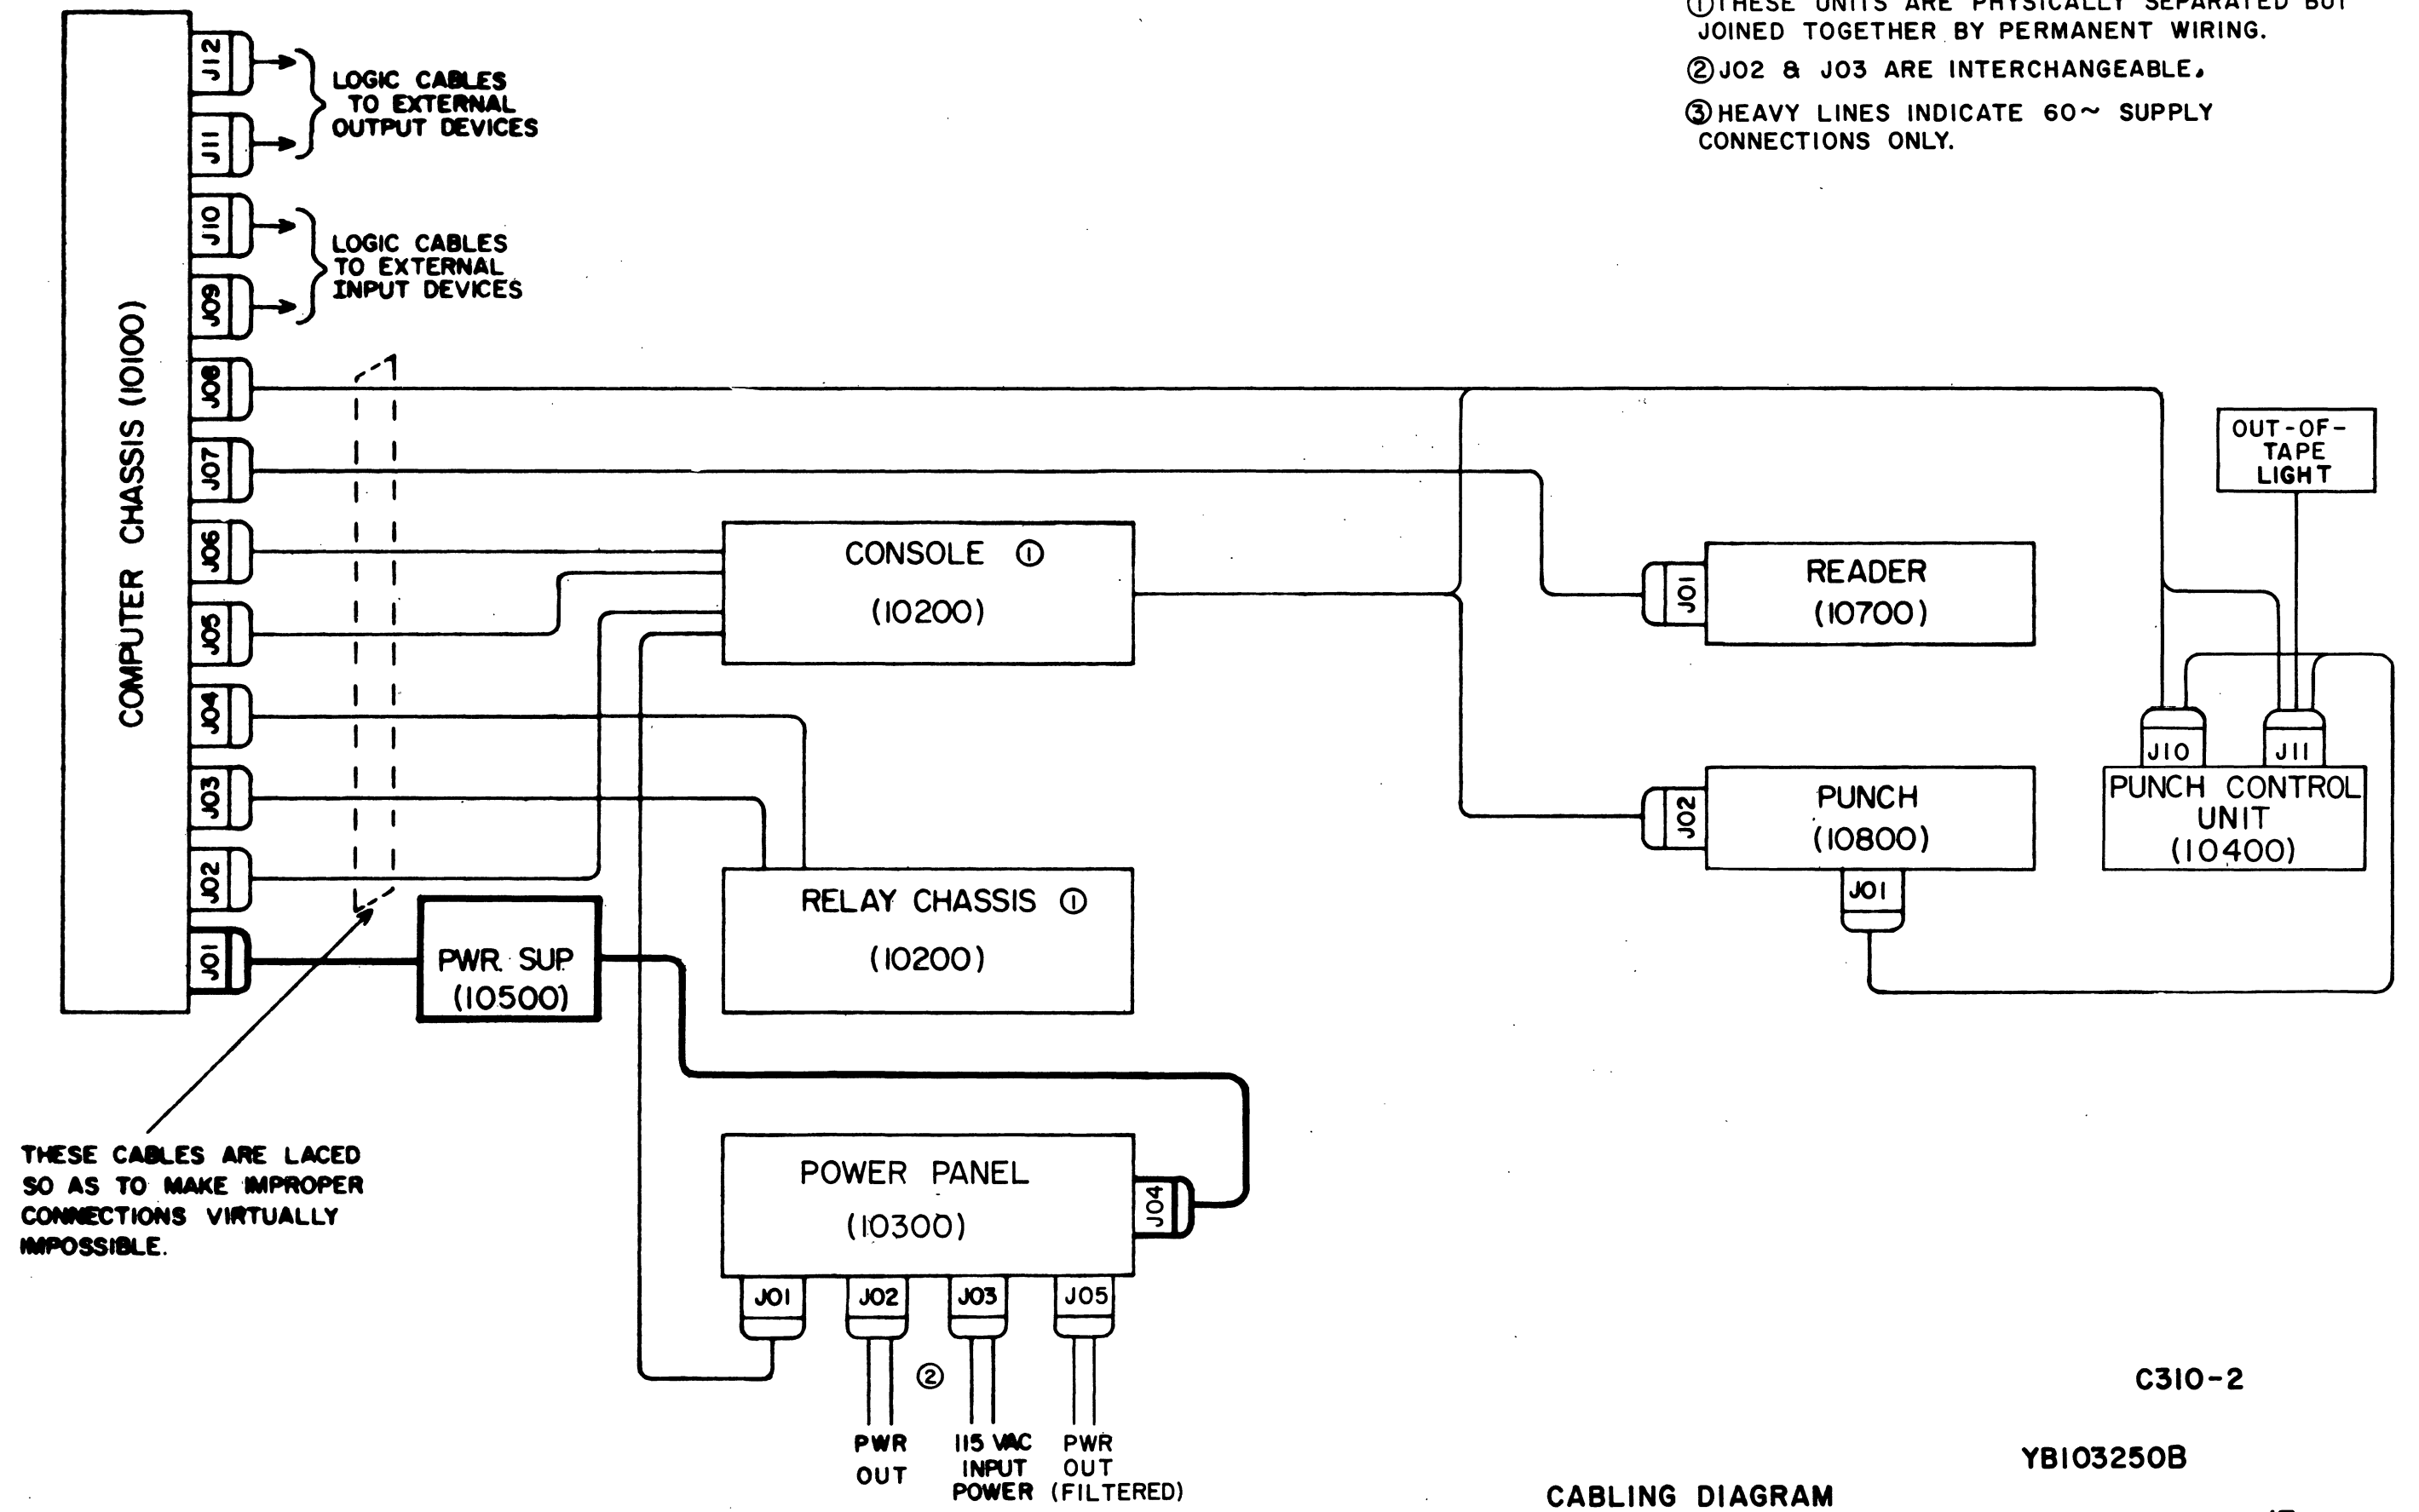 ①THESE UNITS ARE PHYSICALLY SEPARATED BUT
JOINED TOGETHER BY PERMANENT WIRING.
②J02 & J03 ARE INTERCHANGEABLE.
③HEAVY LINES INDICATE 60~ SUPPLY
CONNECTIONS ONLY.
COMPUTER CHASSIS (10100)
J12
J11
J10
J09
J08
J07
J06
J05
J04
J03
J02
J01
LOGIC CABLES
TO EXTERNAL
OUTPUT DEVICES
LOGIC CABLES
TO EXTERNAL
INPUT DEVICES
CONSOLE ①
(10200)
RELAY CHASSIS ①
(10200)
PWR. SUP.
(10500)
THESE CABLES ARE LACED
SO AS TO MAKE IMPROPER
CONNECTIONS VIRTUALLY
IMPOSSIBLE.
POWER PANEL
(10300)
J04
J01
J02
J03
J05
②
PWR
OUT
115 VAC
INPUT
POWER
PWR
OUT
(FILTERED)
J01
READER
(10700)
J02
PUNCH
(10800)
J01
OUT-OF-
TAPE
LIGHT
J10
J11
PUNCH CONTROL
UNIT
(10400)
C310-2
YB103250B
CABLING DIAGRAM